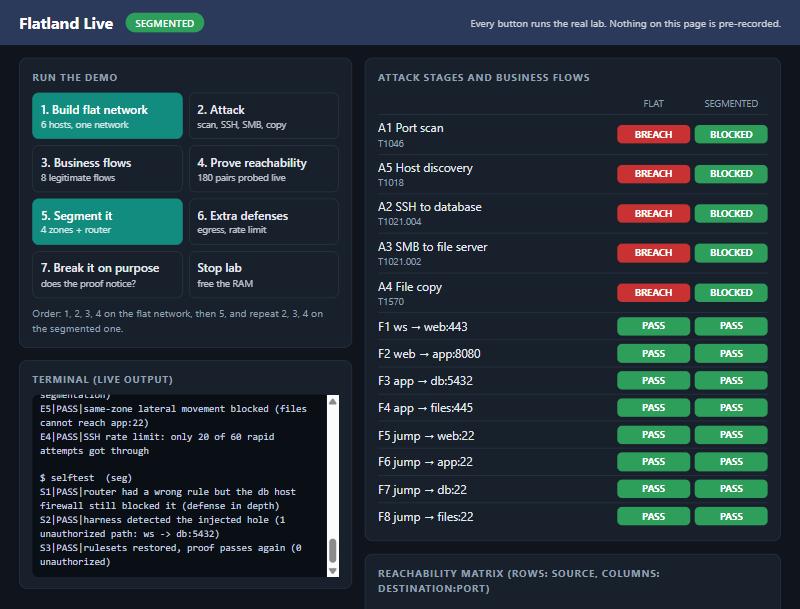 Flatland Live
SEGMENTED
Every button runs the real lab. Nothing on this page is pre-recorded.
RUN THE DEMO
1. Build flat network
6 hosts, one network
2. Attack
scan, SSH, SMB, copy
3. Business flows
8 legitimate flows
4. Prove reachability
180 pairs probed live
5. Segment it
4 zones + router
6. Extra defenses
egress, rate limit
7. Break it on purpose
does the proof notice?
Stop lab
free the RAM
Order: 1, 2, 3, 4 on the flat network, then 5, and repeat 2, 3, 4 on
the segmented one.
TERMINAL (LIVE OUTPUT)
segmentation)
E5|PASS|same-zone lateral movement blocked (files
cannot reach app:22)
E4|PASS|SSH rate limit: only 20 of 60 rapid
attempts got through
$ selftest  (seg)
S1|PASS|router had a wrong rule but the db host
firewall still blocked it (defense in depth)
S2|PASS|harness detected the injected hole (1
unauthorized path: ws -> db:5432)
S3|PASS|rulesets restored, proof passes again (0
unauthorized)
ATTACK STAGES AND BUSINESS FLOWS
FLAT SEGMENTED
A1 Port scan
T1046
BREACH BLOCKED
A5 Host discovery
T1018
BREACH BLOCKED
A2 SSH to database
T1021.004
BREACH BLOCKED
A3 SMB to file server
T1021.002
BREACH BLOCKED
A4 File copy
T1570
BREACH BLOCKED
F1 ws → web:443 PASS PASS
F2 web → app:8080 PASS PASS
F3 app → db:5432 PASS PASS
F4 app → files:445 PASS PASS
F5 jump → web:22 PASS PASS
F6 jump → app:22 PASS PASS
F7 jump → db:22 PASS PASS
F8 jump → files:22 PASS PASS
REACHABILITY MATRIX (ROWS: SOURCE, COLUMNS:
DESTINATION:PORT)